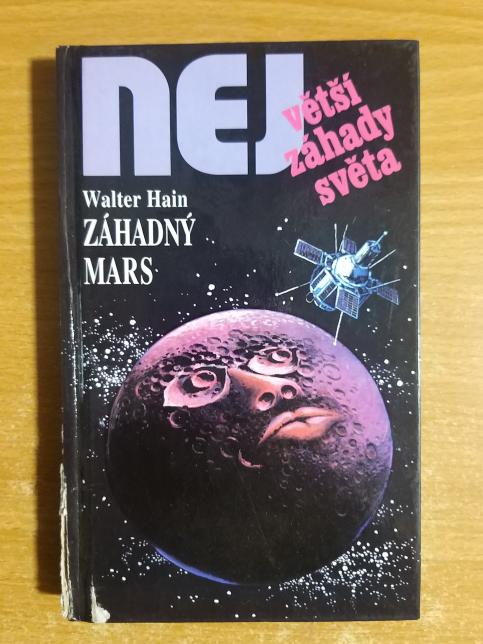 NEJ
větší
záhady
světa
Walter Hain
ZÁHADNÝ
MARS